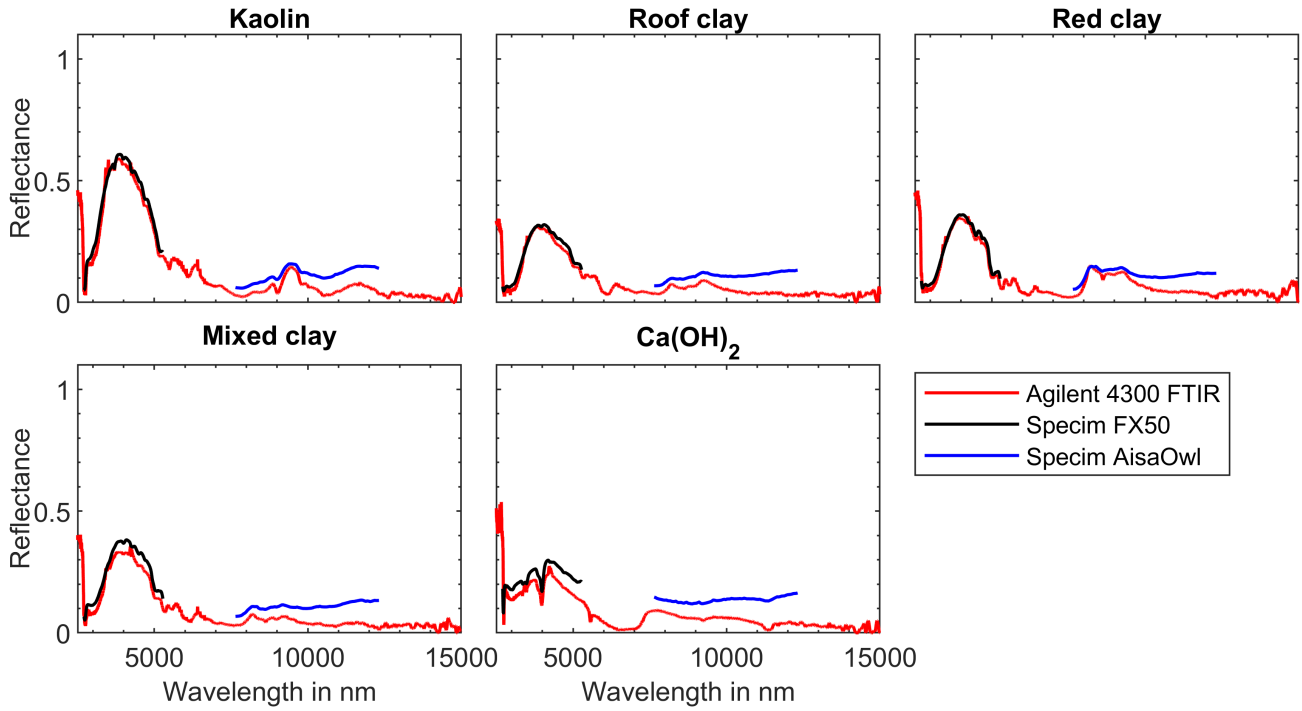 Kaolin
Roof clay
Red clay
Reflectance
1
0.5
0
Mixed clay
Ca(OH)2
Reflectance
1
0.5
0
5000
10000
15000
5000
10000
15000
Wavelength in nm
Wavelength in nm
Agilent 4300 FTIR
Specim FX50
Specim AisaOwl